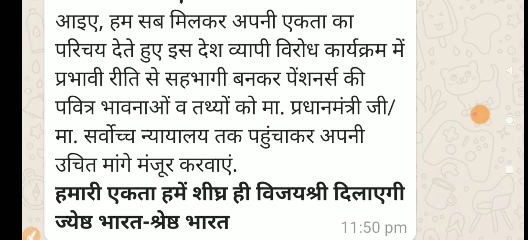 आइए, हम सब मिलकर अपनी एकता का
परिचय देते हुए इस देश व्यापी विरोध कार्यक्रम में
प्रभावी रीति से सहभागी बनकर पेंशनर्स की
पवित्र भावनाओं व तथ्यों को मा. प्रधानमंत्री जी/
मा. सर्वोच्च न्यायालय तक पहुंचाकर अपनी
उचित मांगे मंजूर करवाएं.
हमारी एकता हमें शीघ्र ही विजयश्री दिलाएगी
ज्येष्ठ भारत-श्रेष्ठ भारत
11:50 pm